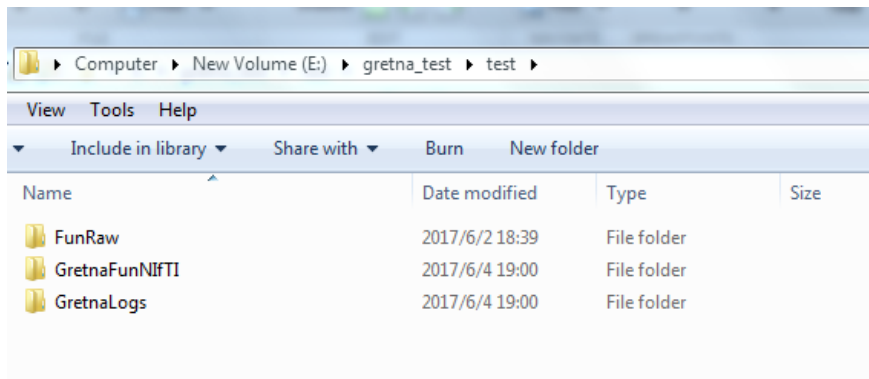 Computer New Volume (E:) gretna_test test
View Tools Help
Include in library Share with Burn New folder
Name Date modified Type Size
FunRaw 2017/6/2 18:39 File folder
GretnaFunNIfTI 2017/6/4 19:00 File folder
GretnaLogs 2017/6/4 19:00 File folder